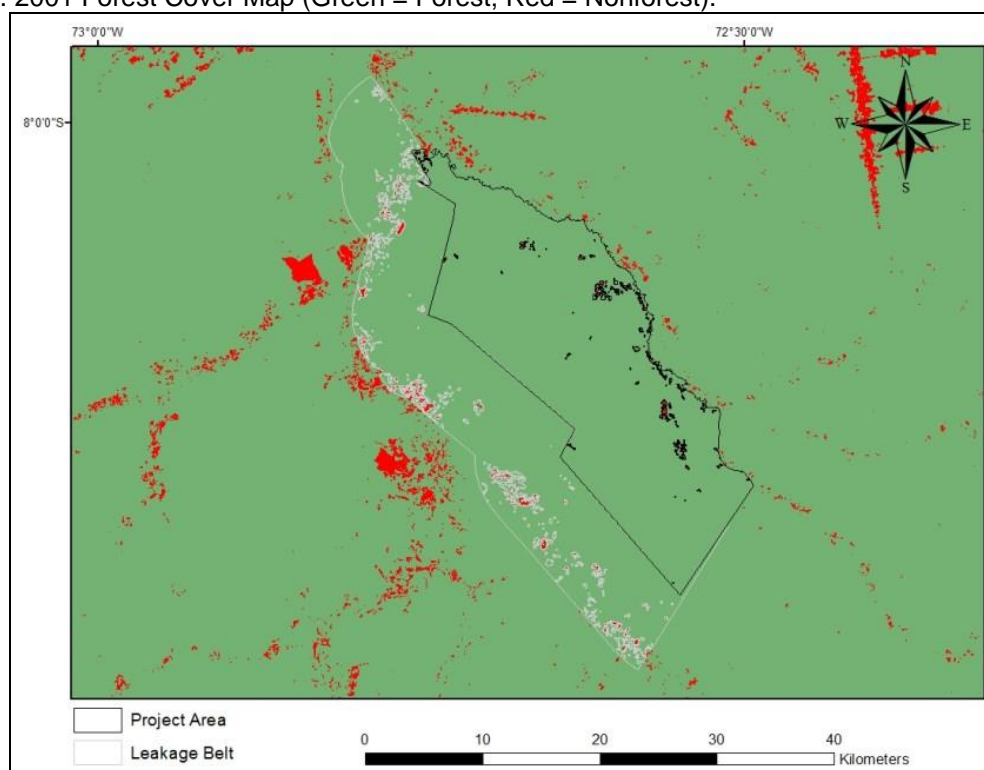 : 2001 Forest Cover Map (Green = Forest; Red = Nonforest).
73°0'0"W 72°30'0"W
8°0'0"S
N
W E
S
Project Area
Leakage Belt
0 10 20 30 40
Kilometers